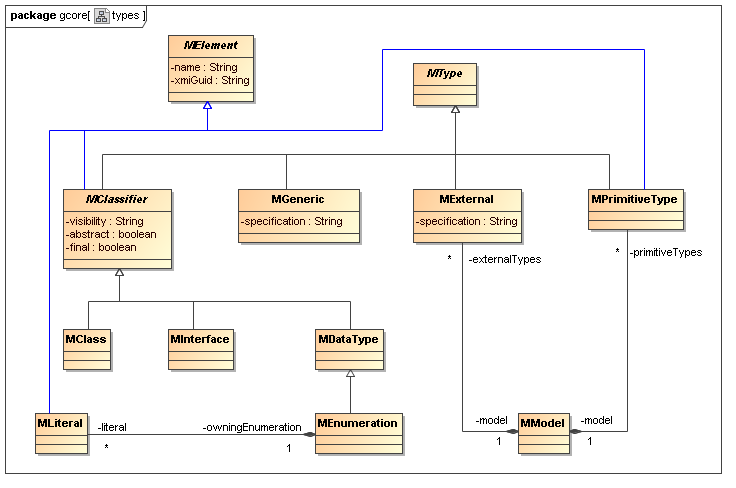 package gcore[ types ]
MElement
-name : String
-xmiGuid : String
MType
MClassifier
-visibility : String
-abstract : boolean
-final : boolean
MGeneric
-specification : String
MExternal
-specification : String
MPrimitiveType
* -externalTypes
* -primitiveTypes
MClass
MInterface
MDataType
MLiteral
-literal
*
-owningEnumeration
1
MEnumeration
-model
1
MModel
-model
1